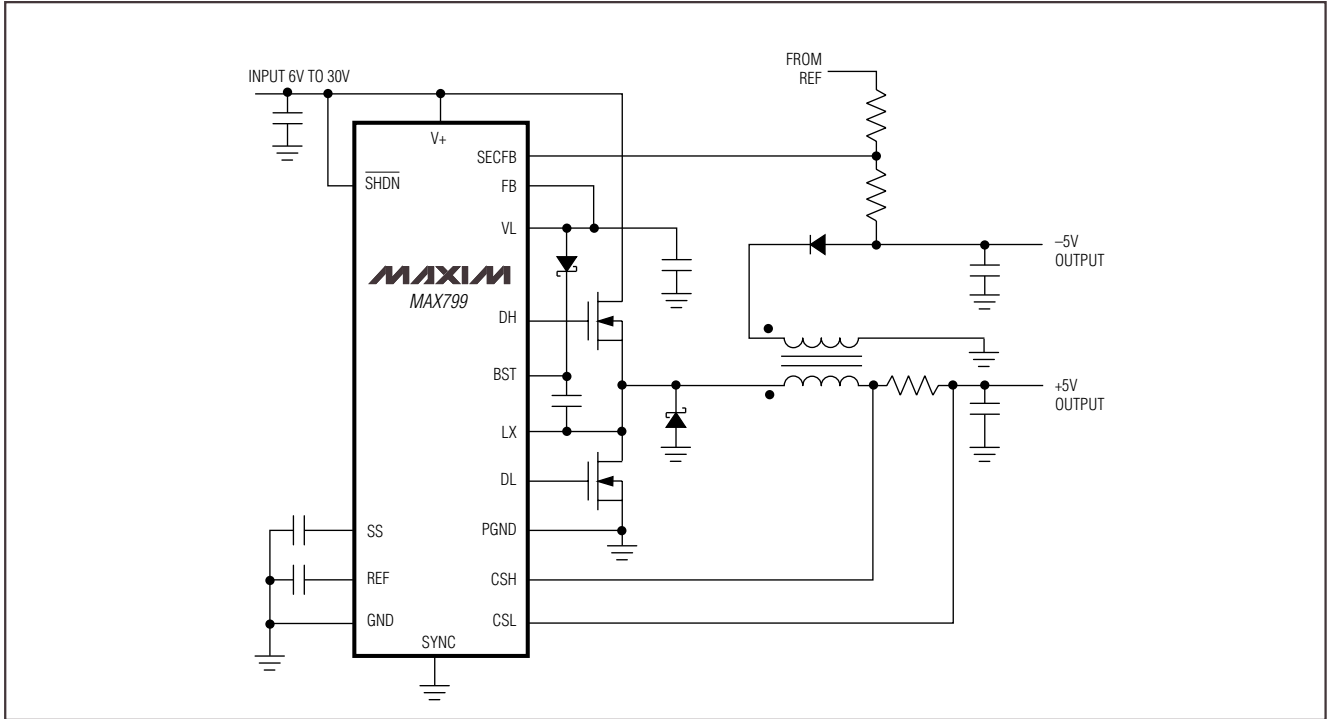 INPUT 6V TO 30V
FROM
REF
V+
SECFB
SHDN
FB
VL
–5V
OUTPUT
MAXIM
MAX799
DH
BST
+5V
OUTPUT
LX
DL
SS
PGND
REF
CSH
GND
CSL
SYNC